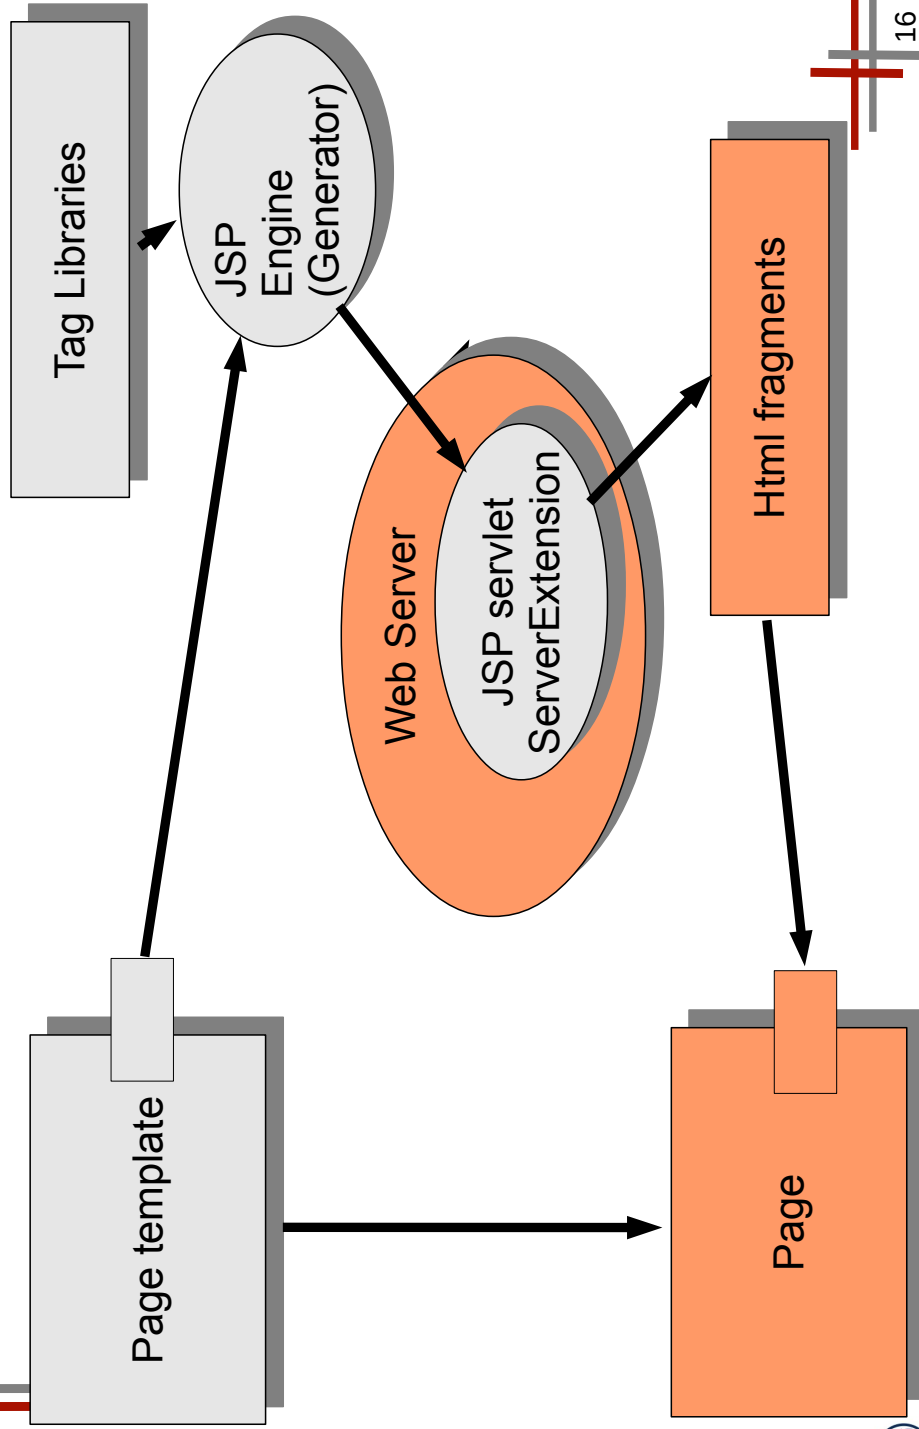 Page template
Tag Libraries
JSP
Engine
(Generator)
Web Server
JSP servlet
ServerExtension
Page
Html fragments
16